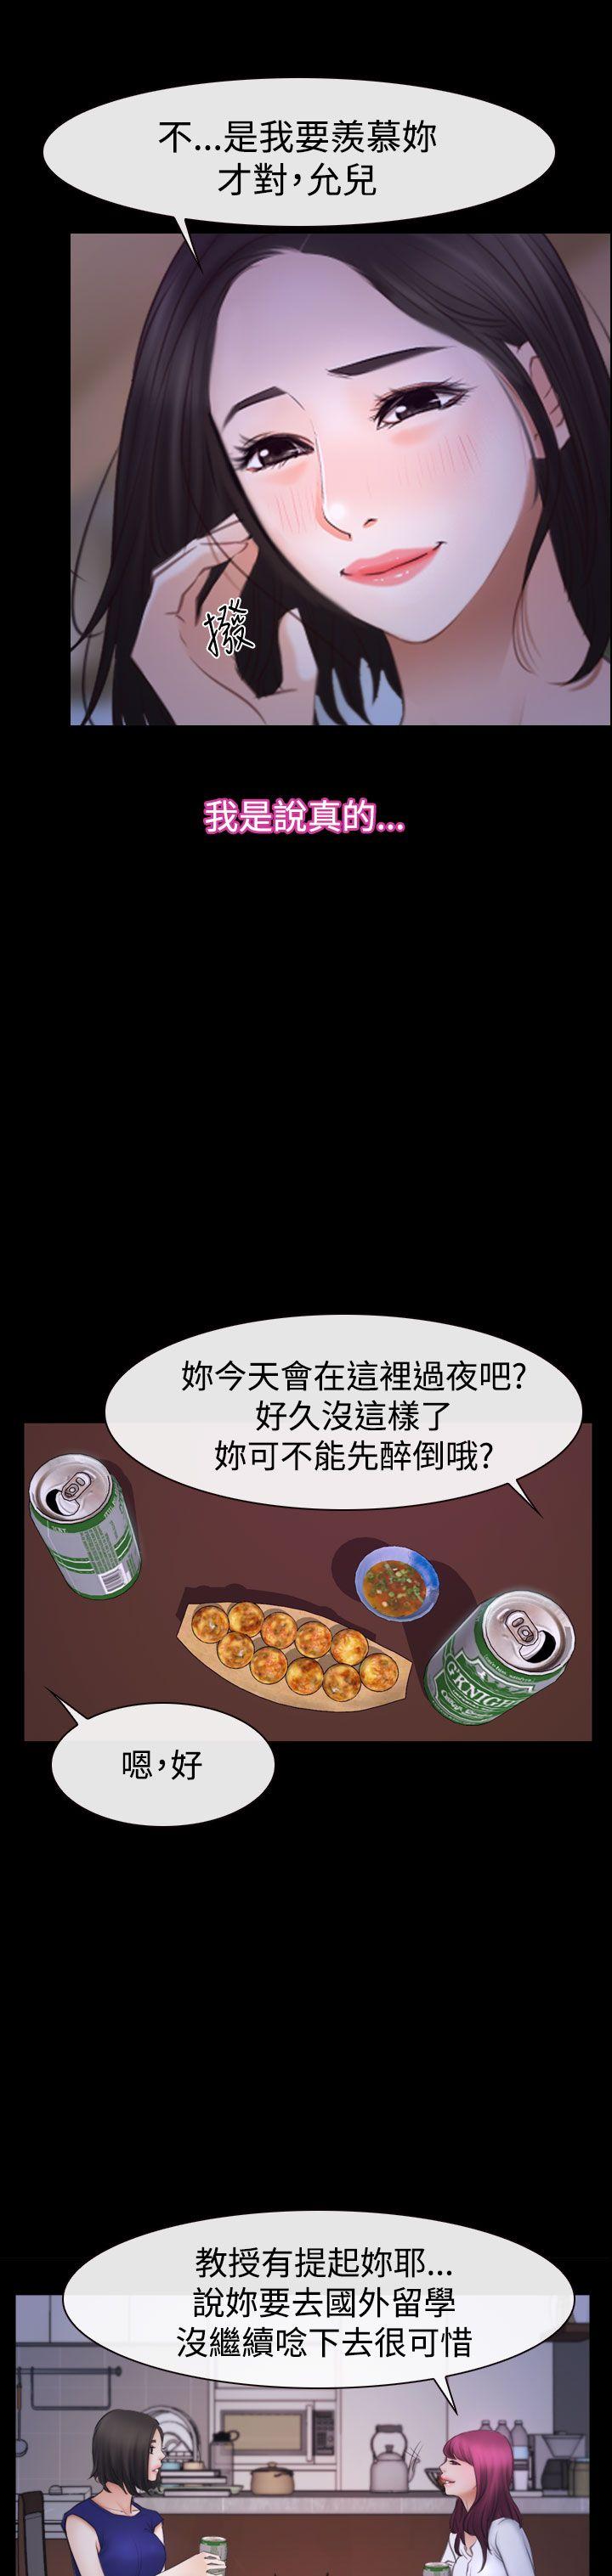 不...是我要羨慕妳
才對,允兒
撥
我是說真的...
妳今天會在這裡過夜吧?
好久沒這樣了
妳可不能先醉倒哦?
GKNIGH
嗯,好
教授有提起妳耶...
說妳要去國外留學
沒繼續唸下去很可惜